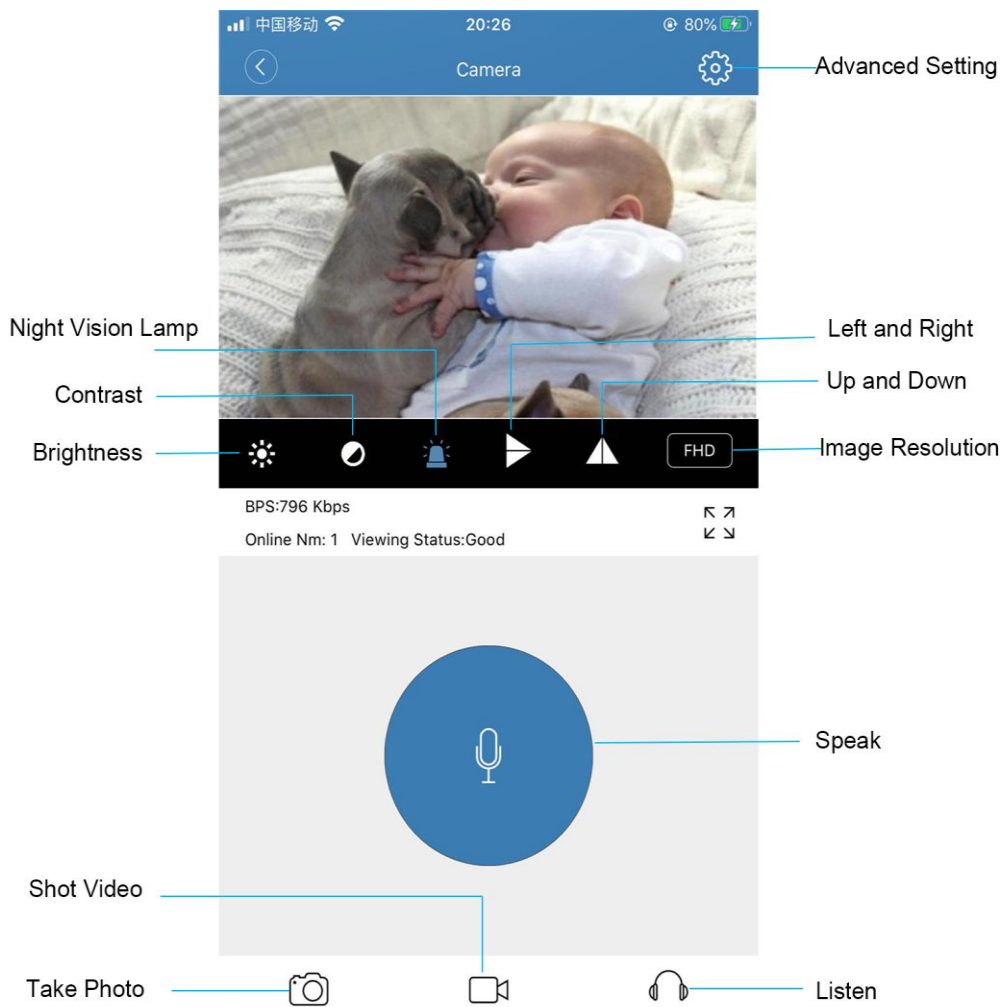 中国移动 20:26 80%
Camera
Advanced Setting
Night Vision Lamp
Left and Right
Contrast
Up and Down
Brightness
FHD
Image Resolution
BPS:796 Kbps
Online Nm: 1 Viewing Status:Good
Speak
Shot Video
Take Photo
Listen